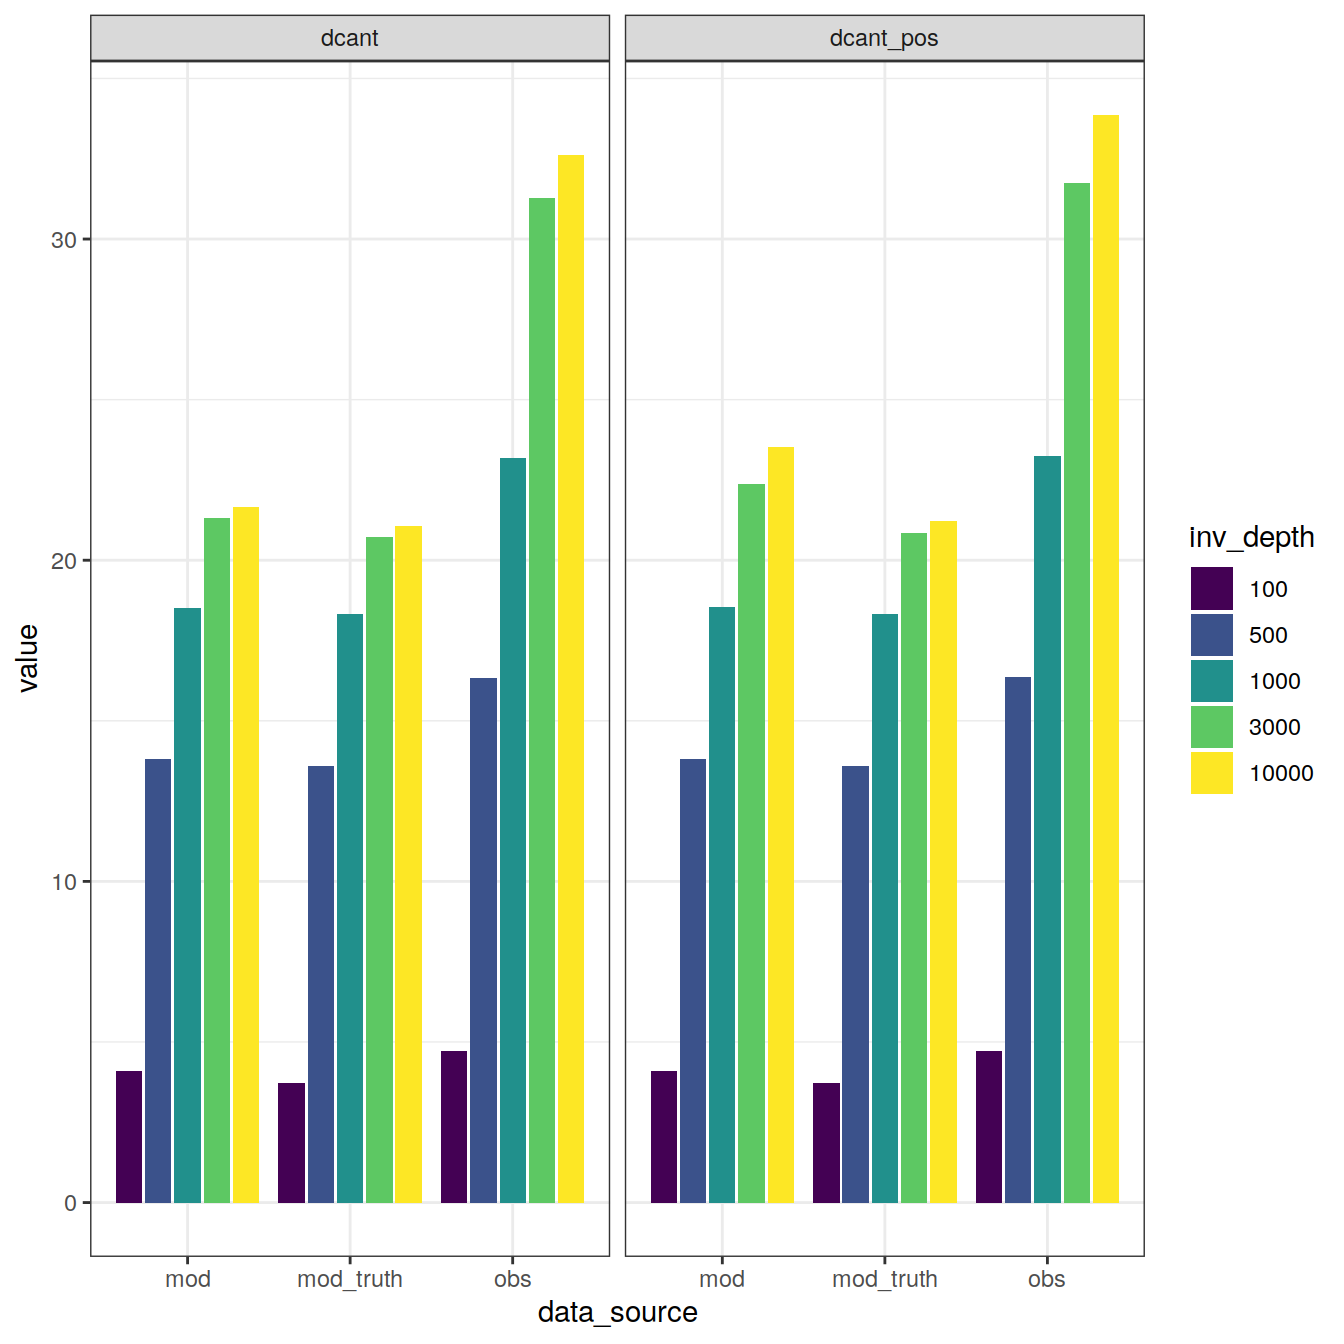 dcant
dcant_pos
30
20
10
0
value
mod
mod_truth
obs
mod
mod_truth
obs
data_source
inv_depth
100
500
1000
3000
10000